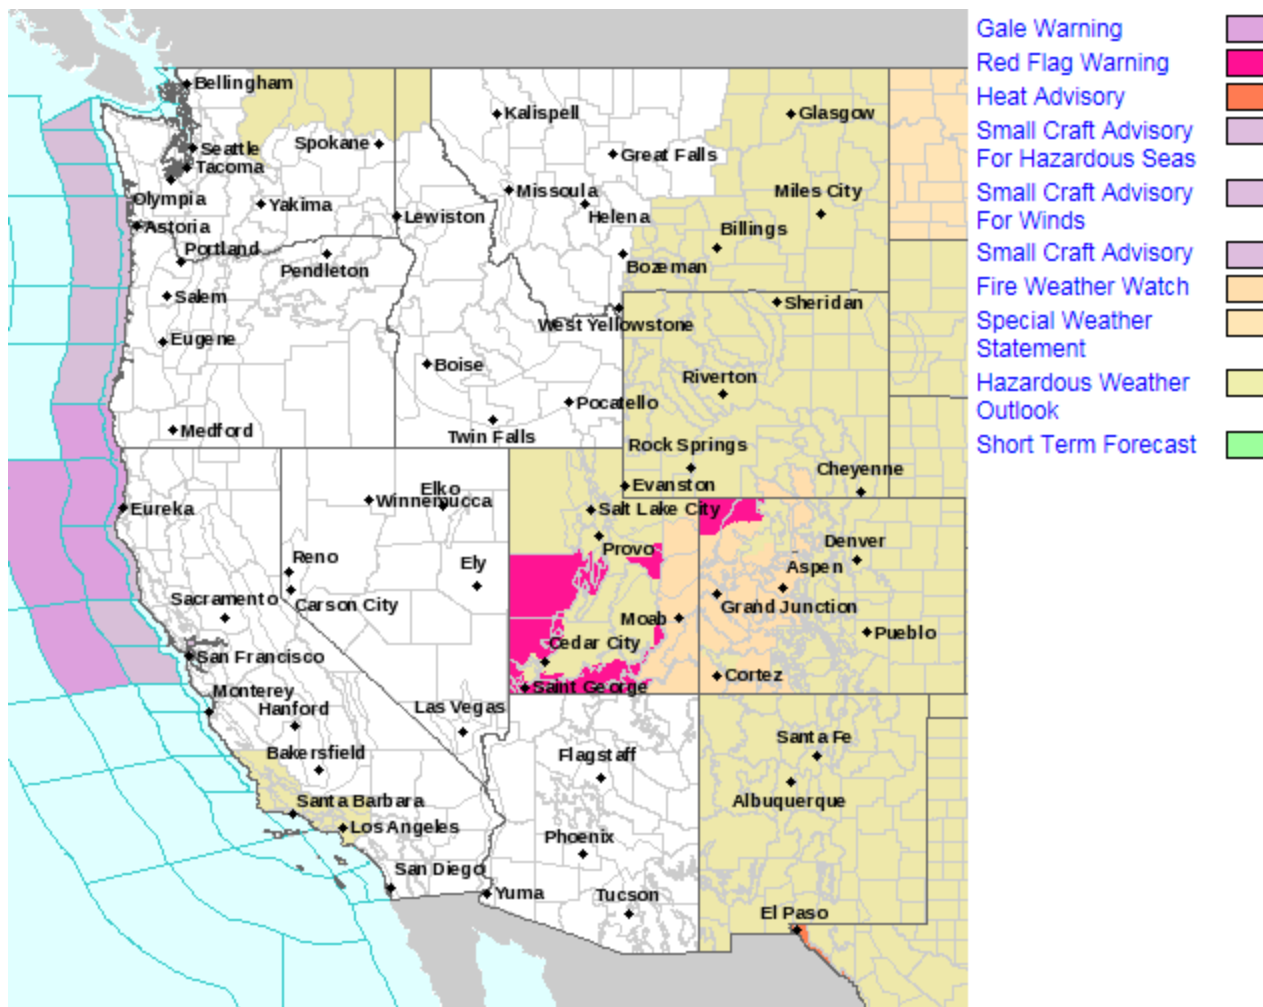 Gale Warning
Red Flag Warning
Heat Advisory
Small Craft Advisory
For Hazardous Seas
Small Craft Advisory
For Winds
Small Craft Advisory
Fire Weather Watch
Special Weather
Statement
Hazardous Weather
Outlook
Short Term Forecast
Bellingham
Kalispell
Glasgow
Seattle
Spokane
Great Falls
Tacoma
Missoula
Miles City
Olympia
Yakima
Lewiston
Helena
Astoria
Billings
Portland
Pendleton
Bozeman
Salem
Sheridan
West Yellowstone
Eugene
Boise
Riverton
Pocatello
Medford
Twin Falls
Rock Springs
Cheyenne
Evanston
Elko
Winnemucca
Eureka
Salt Lake City
Provo
Denver
Reno
Ely
Aspen
Sacramento
Carson City
Grand Junction
Moab
Pueblo
Cedar City
San Francisco
Cortez
Saint George
Monterey
Hanford
Las Vegas
Santa Fe
Bakersfield
Flagstaff
Santa Barbara
Albuquerque
Los Angeles
Phoenix
San Diego
Yuma
Tucson
El Paso